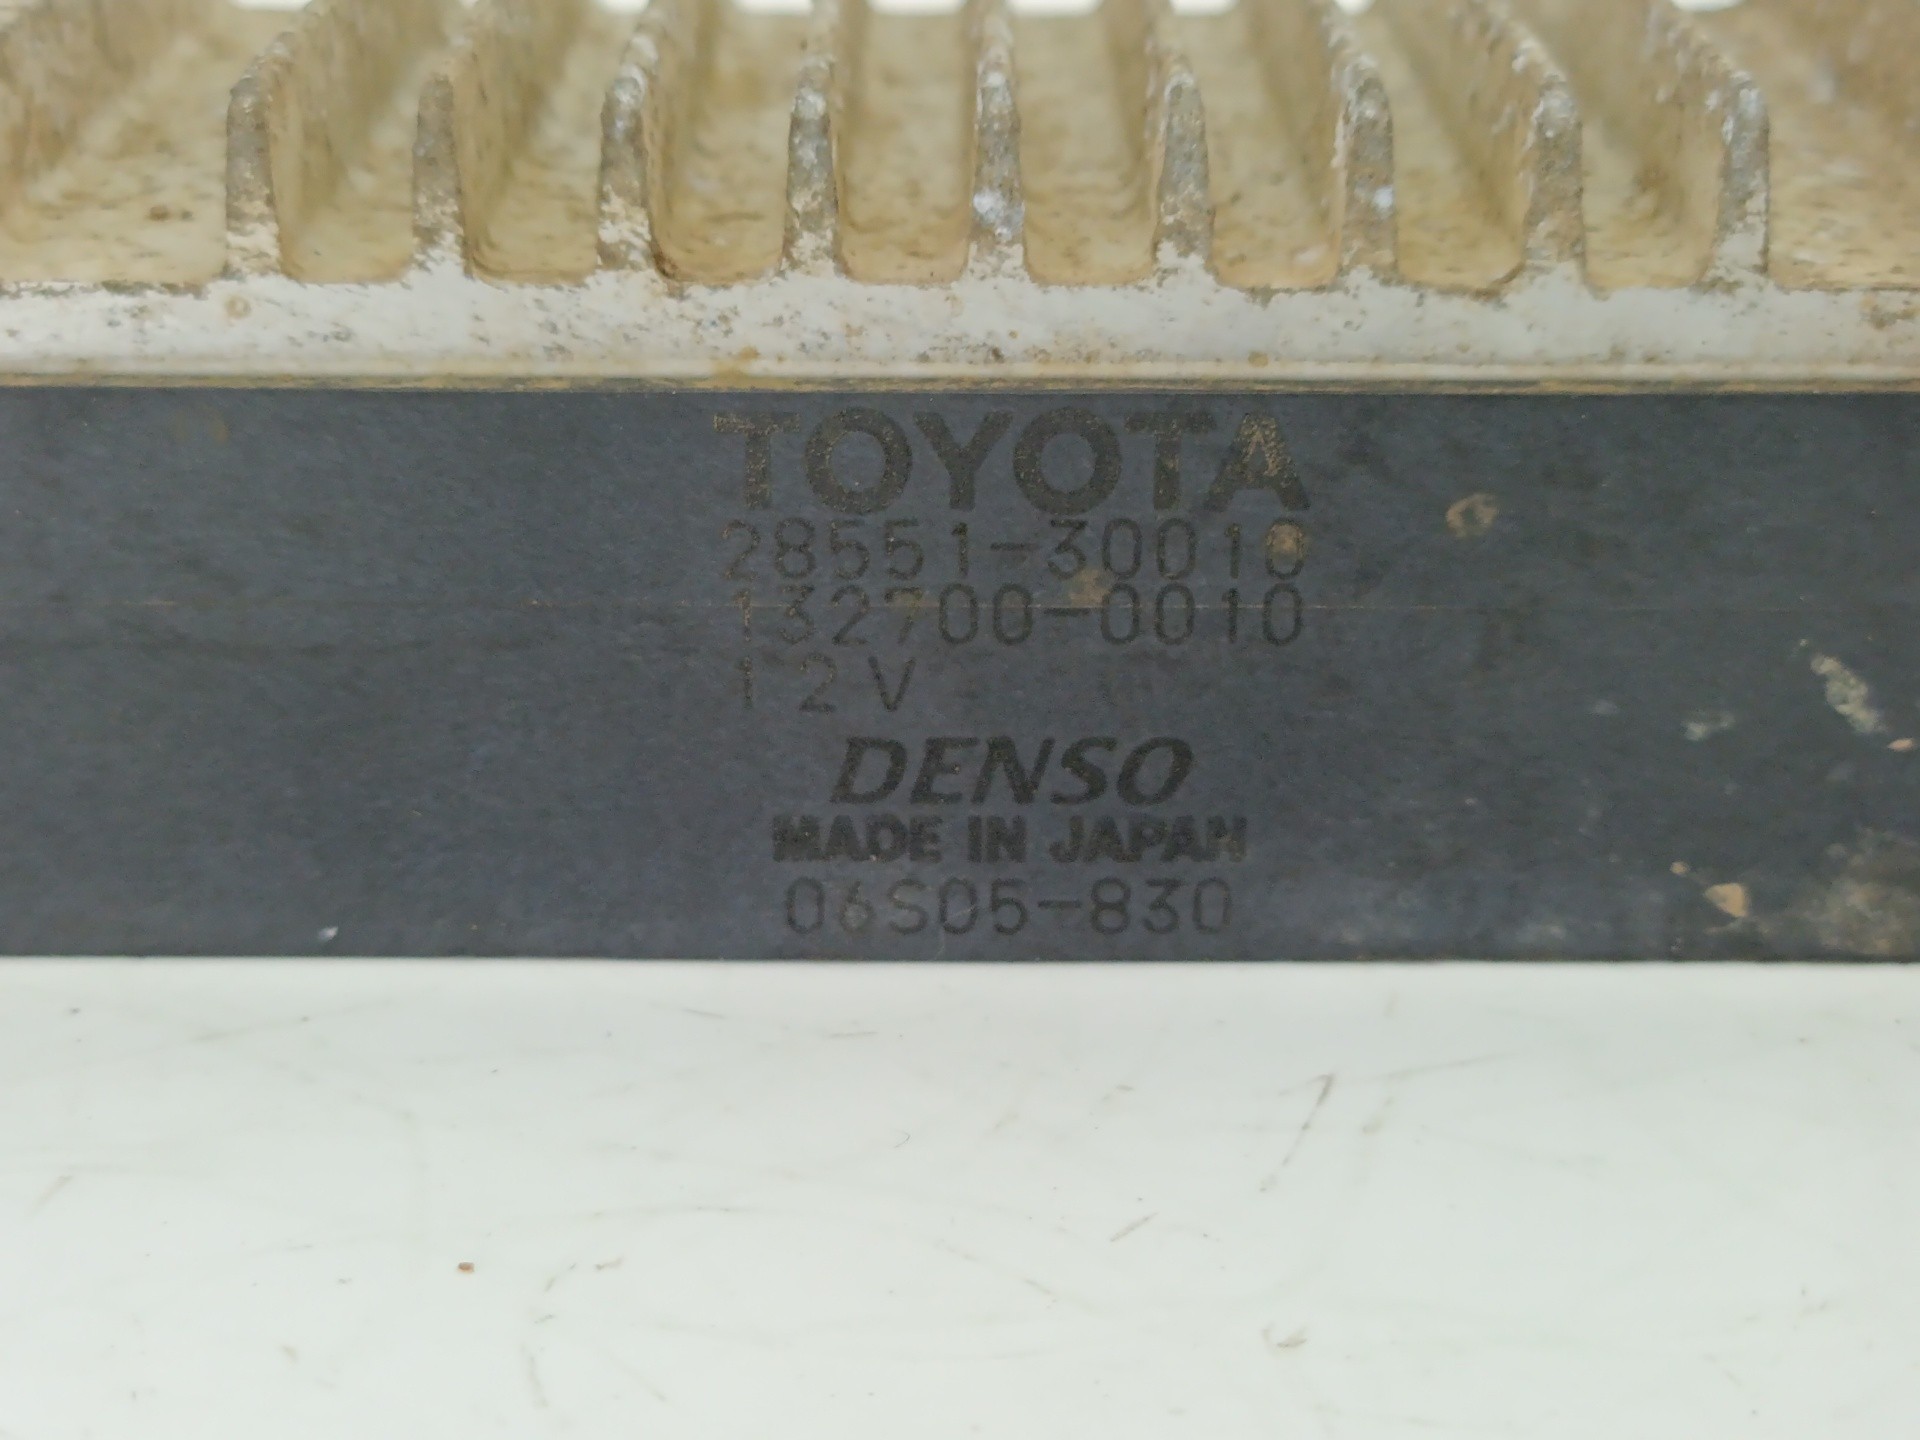 TOYOTA
28551-30010
132700-0010
12V
DENSO
MADE IN JAPAN
06S05-830